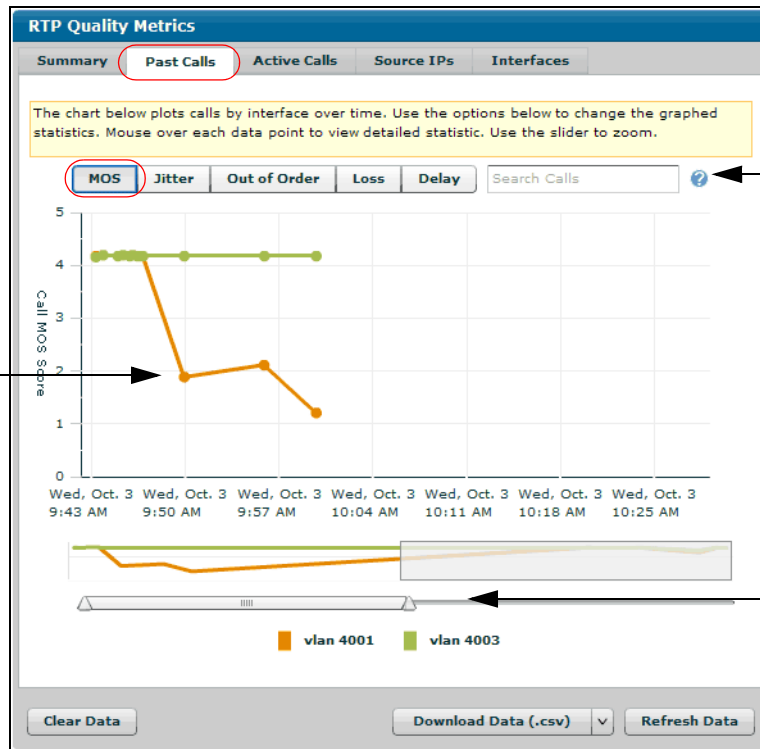 RTP Quality Metrics
Summary Past Calls Active Calls Source IPs Interfaces
The chart below plots calls by interface over time. Use the options below to change the graphed
statistics. Mouse over each data point to view detailed statistic. Use the slider to zoom.
MOS Jitter Out of Order Loss Delay Search Calls ?
5
4
3
2
1
0
Call MOS Score
Wed, Oct. 3 Wed, Oct. 3 Wed, Oct. 3 Wed, Oct. 3 Wed, Oct. 3 Wed, Oct. 3 Wed, Oct. 3
9:43 AM 9:50 AM 9:57 AM 10:04 AM 10:11 AM 10:18 AM 10:25 AM
vlan 4001 vlan 4003
Clear Data Download Data (.csv) Refresh Data